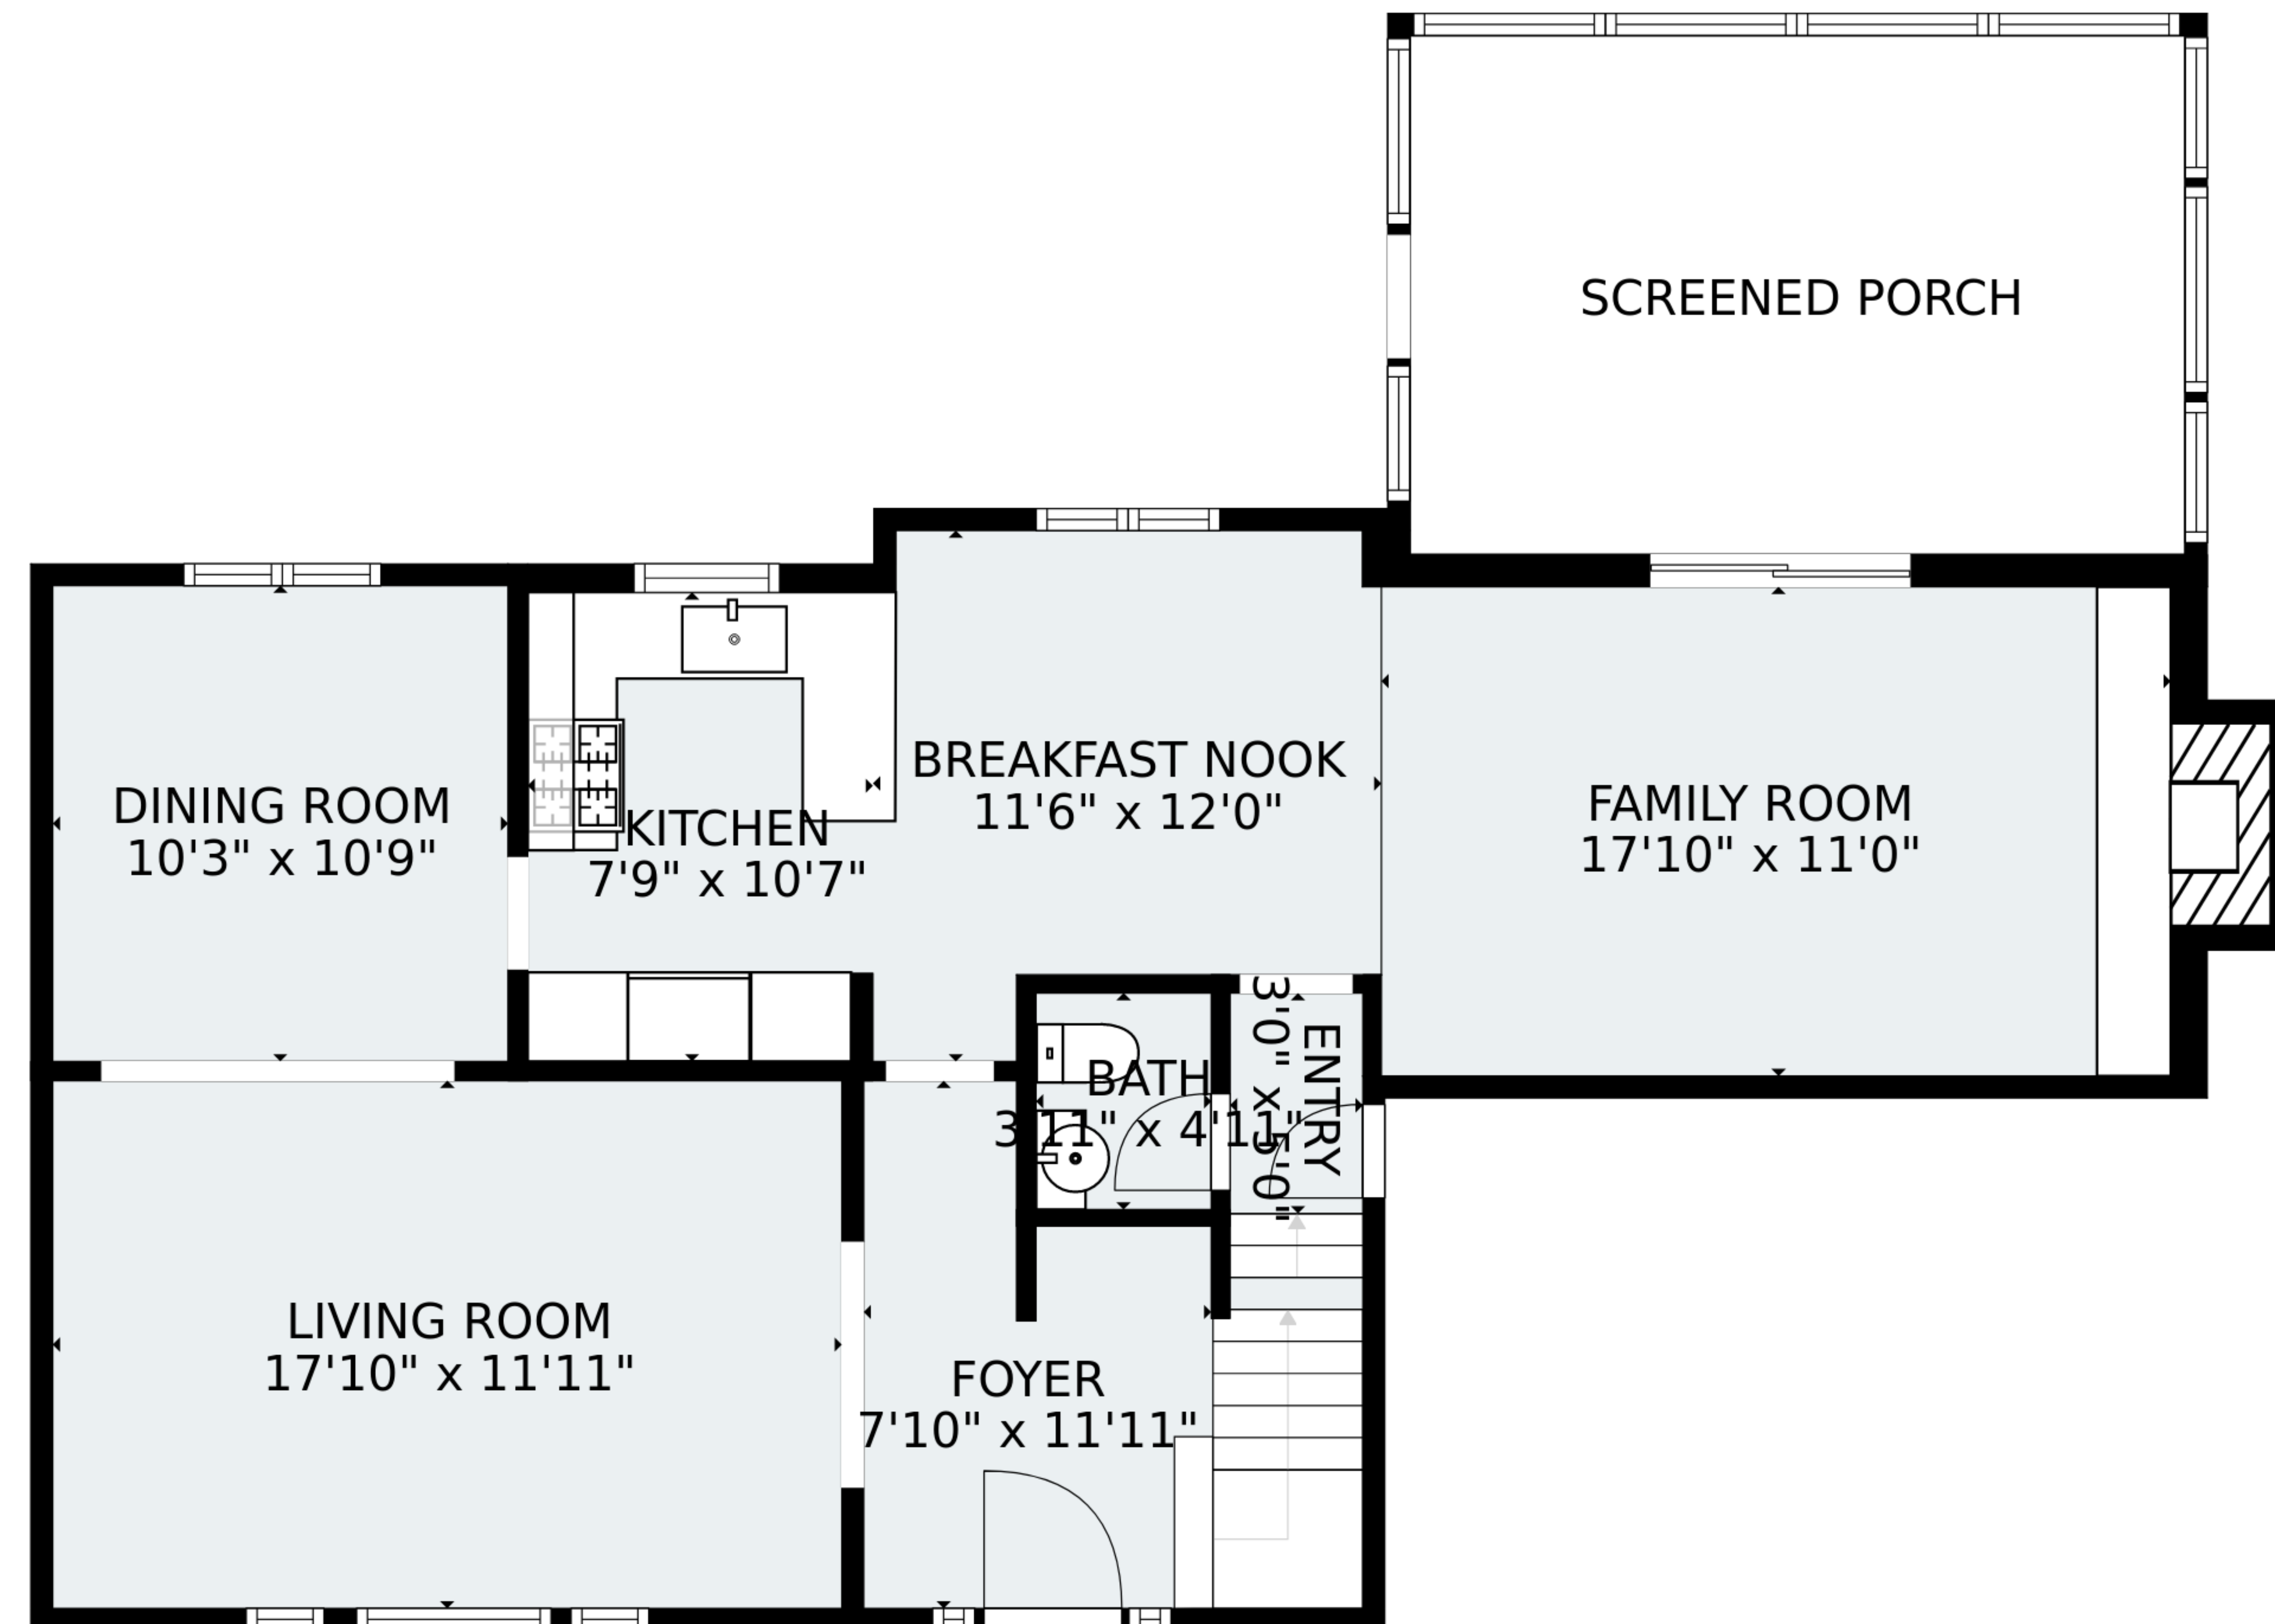 SCREENED PORCH
BREAKFAST NOOK
11'6" x 12'0"
DINING ROOM
10'3" x 10'9"
KITCHEN
7'9" x 10'7"
FAMILY ROOM
17'10" x 11'0"
BATH
3'11" x 4'11"
ENTRY
3'0" x 5'0"
LIVING ROOM
17'10" x 11'11"
FOYER
7'10" x 11'11"